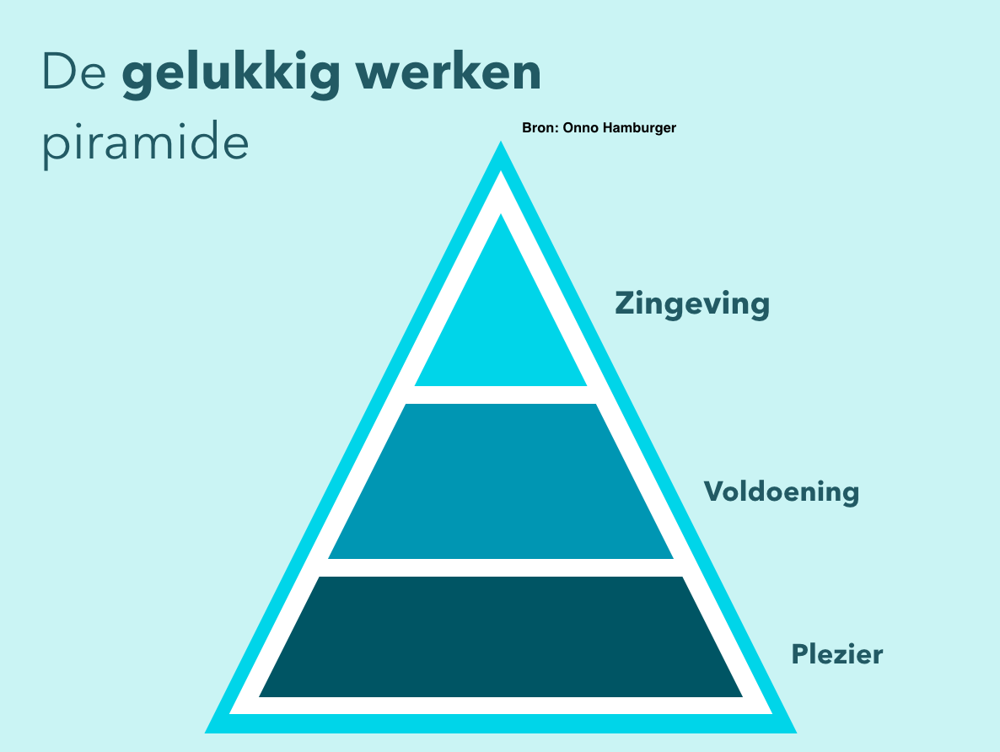 De gelukkig werken
piramide
Bron: Onno Hamburger
Zingeving
Voldoening
Plezier